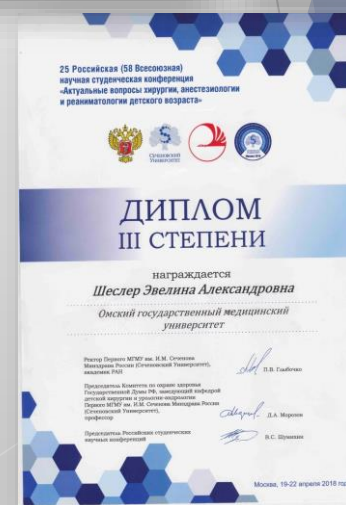 25 Российская (58 Всесоюзная)
научная студенческая конференция
«Актуальные вопросы хирургии, анестезиологии
и реаниматологии детского возраста»
Сеченовский
Университет
ДИПЛОМ
III СТЕПЕНИ
награждается
Шеслер Эвелина Александровна
Омский государственный медицинский
университет
Ректор Первого МГМУ им. И.М. Сеченова
Минздрава России (Сеченовский Университет),
академик РАН
П.В. Глыбочко
Председатель Комитета по охране здоровья
Государственной Думы РФ, заведующий кафедрой
детской хирургии и урологии-андрологии
Первого МГМУ им. И.М. Сеченова Минздрава России
(Сеченовский Университет),
профессор
Д.А. Морозов
Председатель Российских студенческих
научных конференций
В.С. Шумихин
Москва, 19-22 апреля 2018 год